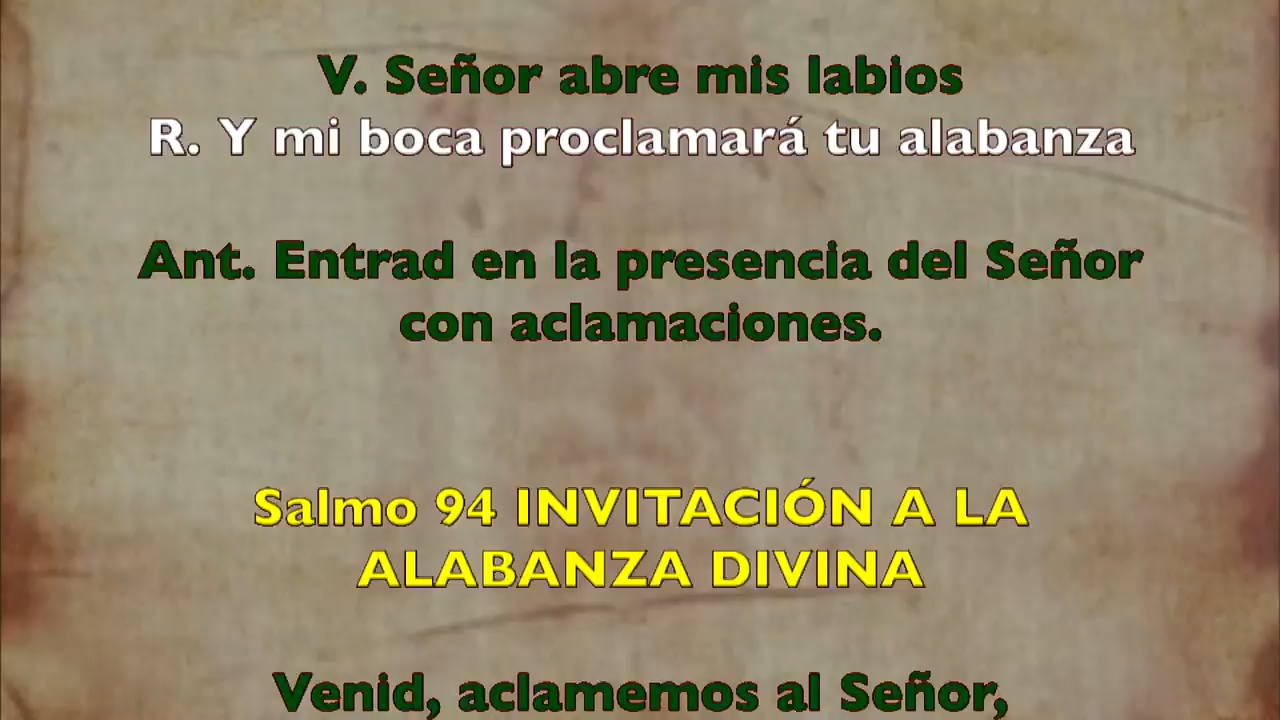 V. Señor abre mis labios
R. Y mi boca proclamará tu alabanza
Ant. Entrad en la presencia del Señor
con aclamaciones.
Salmo 94 INVITACIÓN A LA
ALABANZA DIVINA
Venid, aclamemos al Señor,